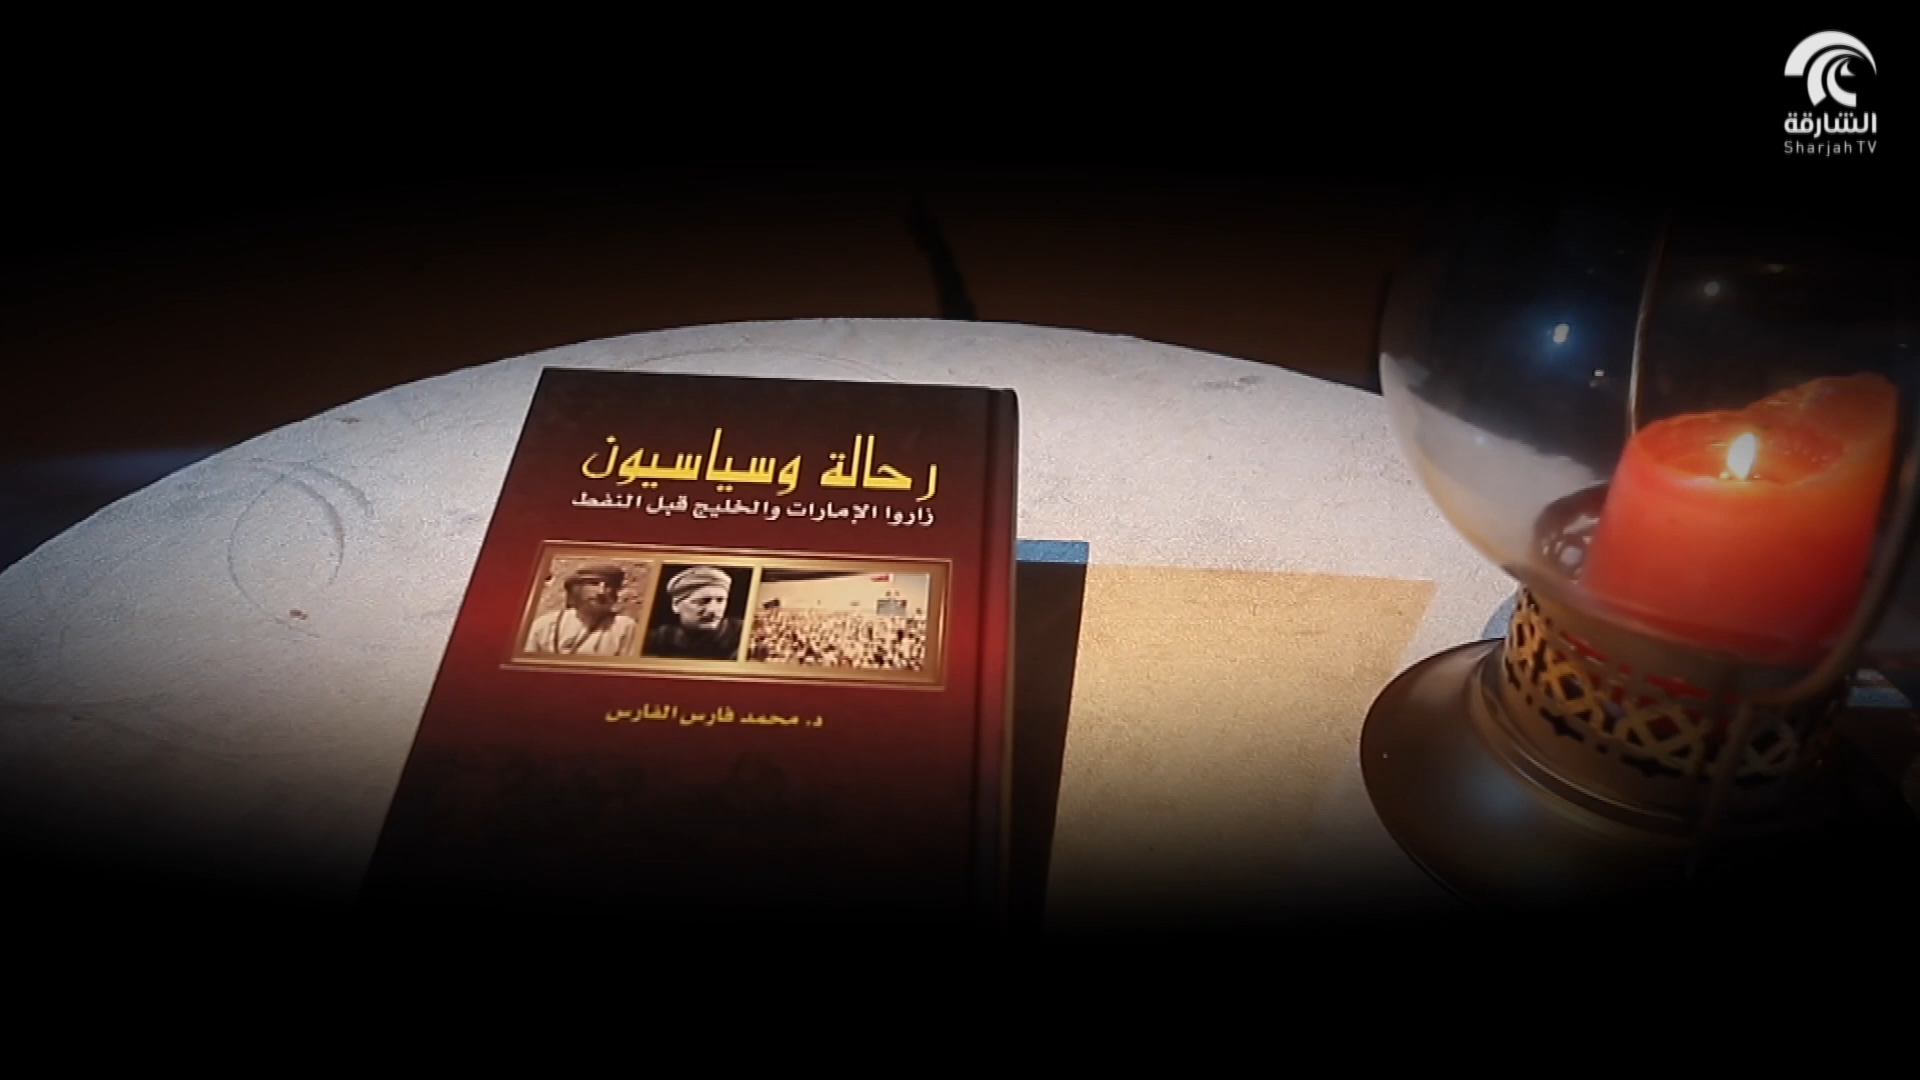 الشارقة
Sharjah TV
رحالة وسياسيون
زاروا الإمارات والخليج قبل النفط
د. محمد فارس الفارس